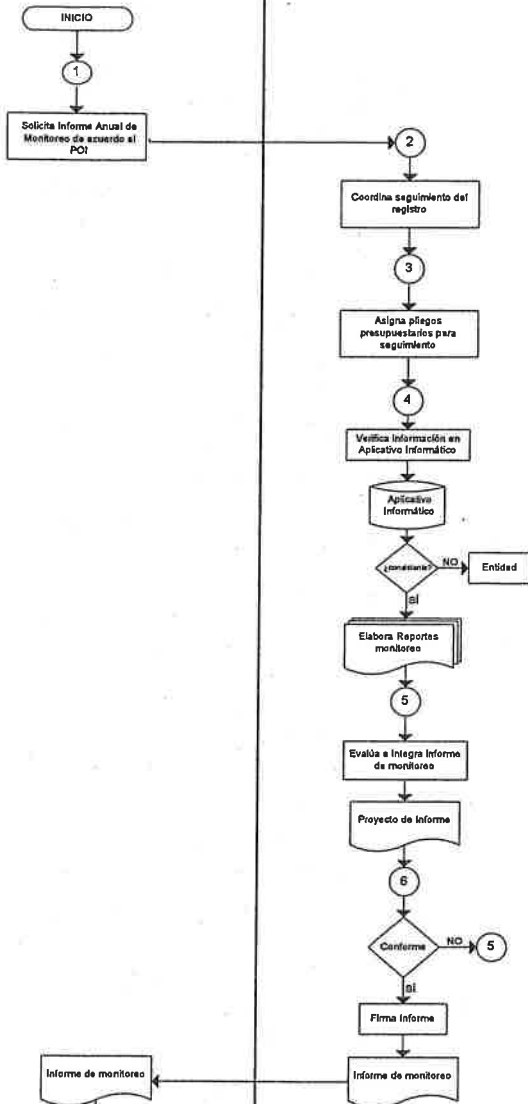 INICIO
1
Solicita Informe Anual de
Monitoreo de acuerdo al
POI
2
Coordina seguimiento del
registro
3
Asigna pliegos
presupuestarios para
seguimiento
4
Verifica Información en
Aplicativo Informático
Aplicativo
Informático
¿consistente?
NO
Entidad
SI
Elabora Reportes
monitoreo
5
Evalúa e Integra Informe
de monitoreo
Proyecto de Informe
6
Conforme
NO
5
SI
Firma Informe
Informe de monitoreo
Informe de monitoreo